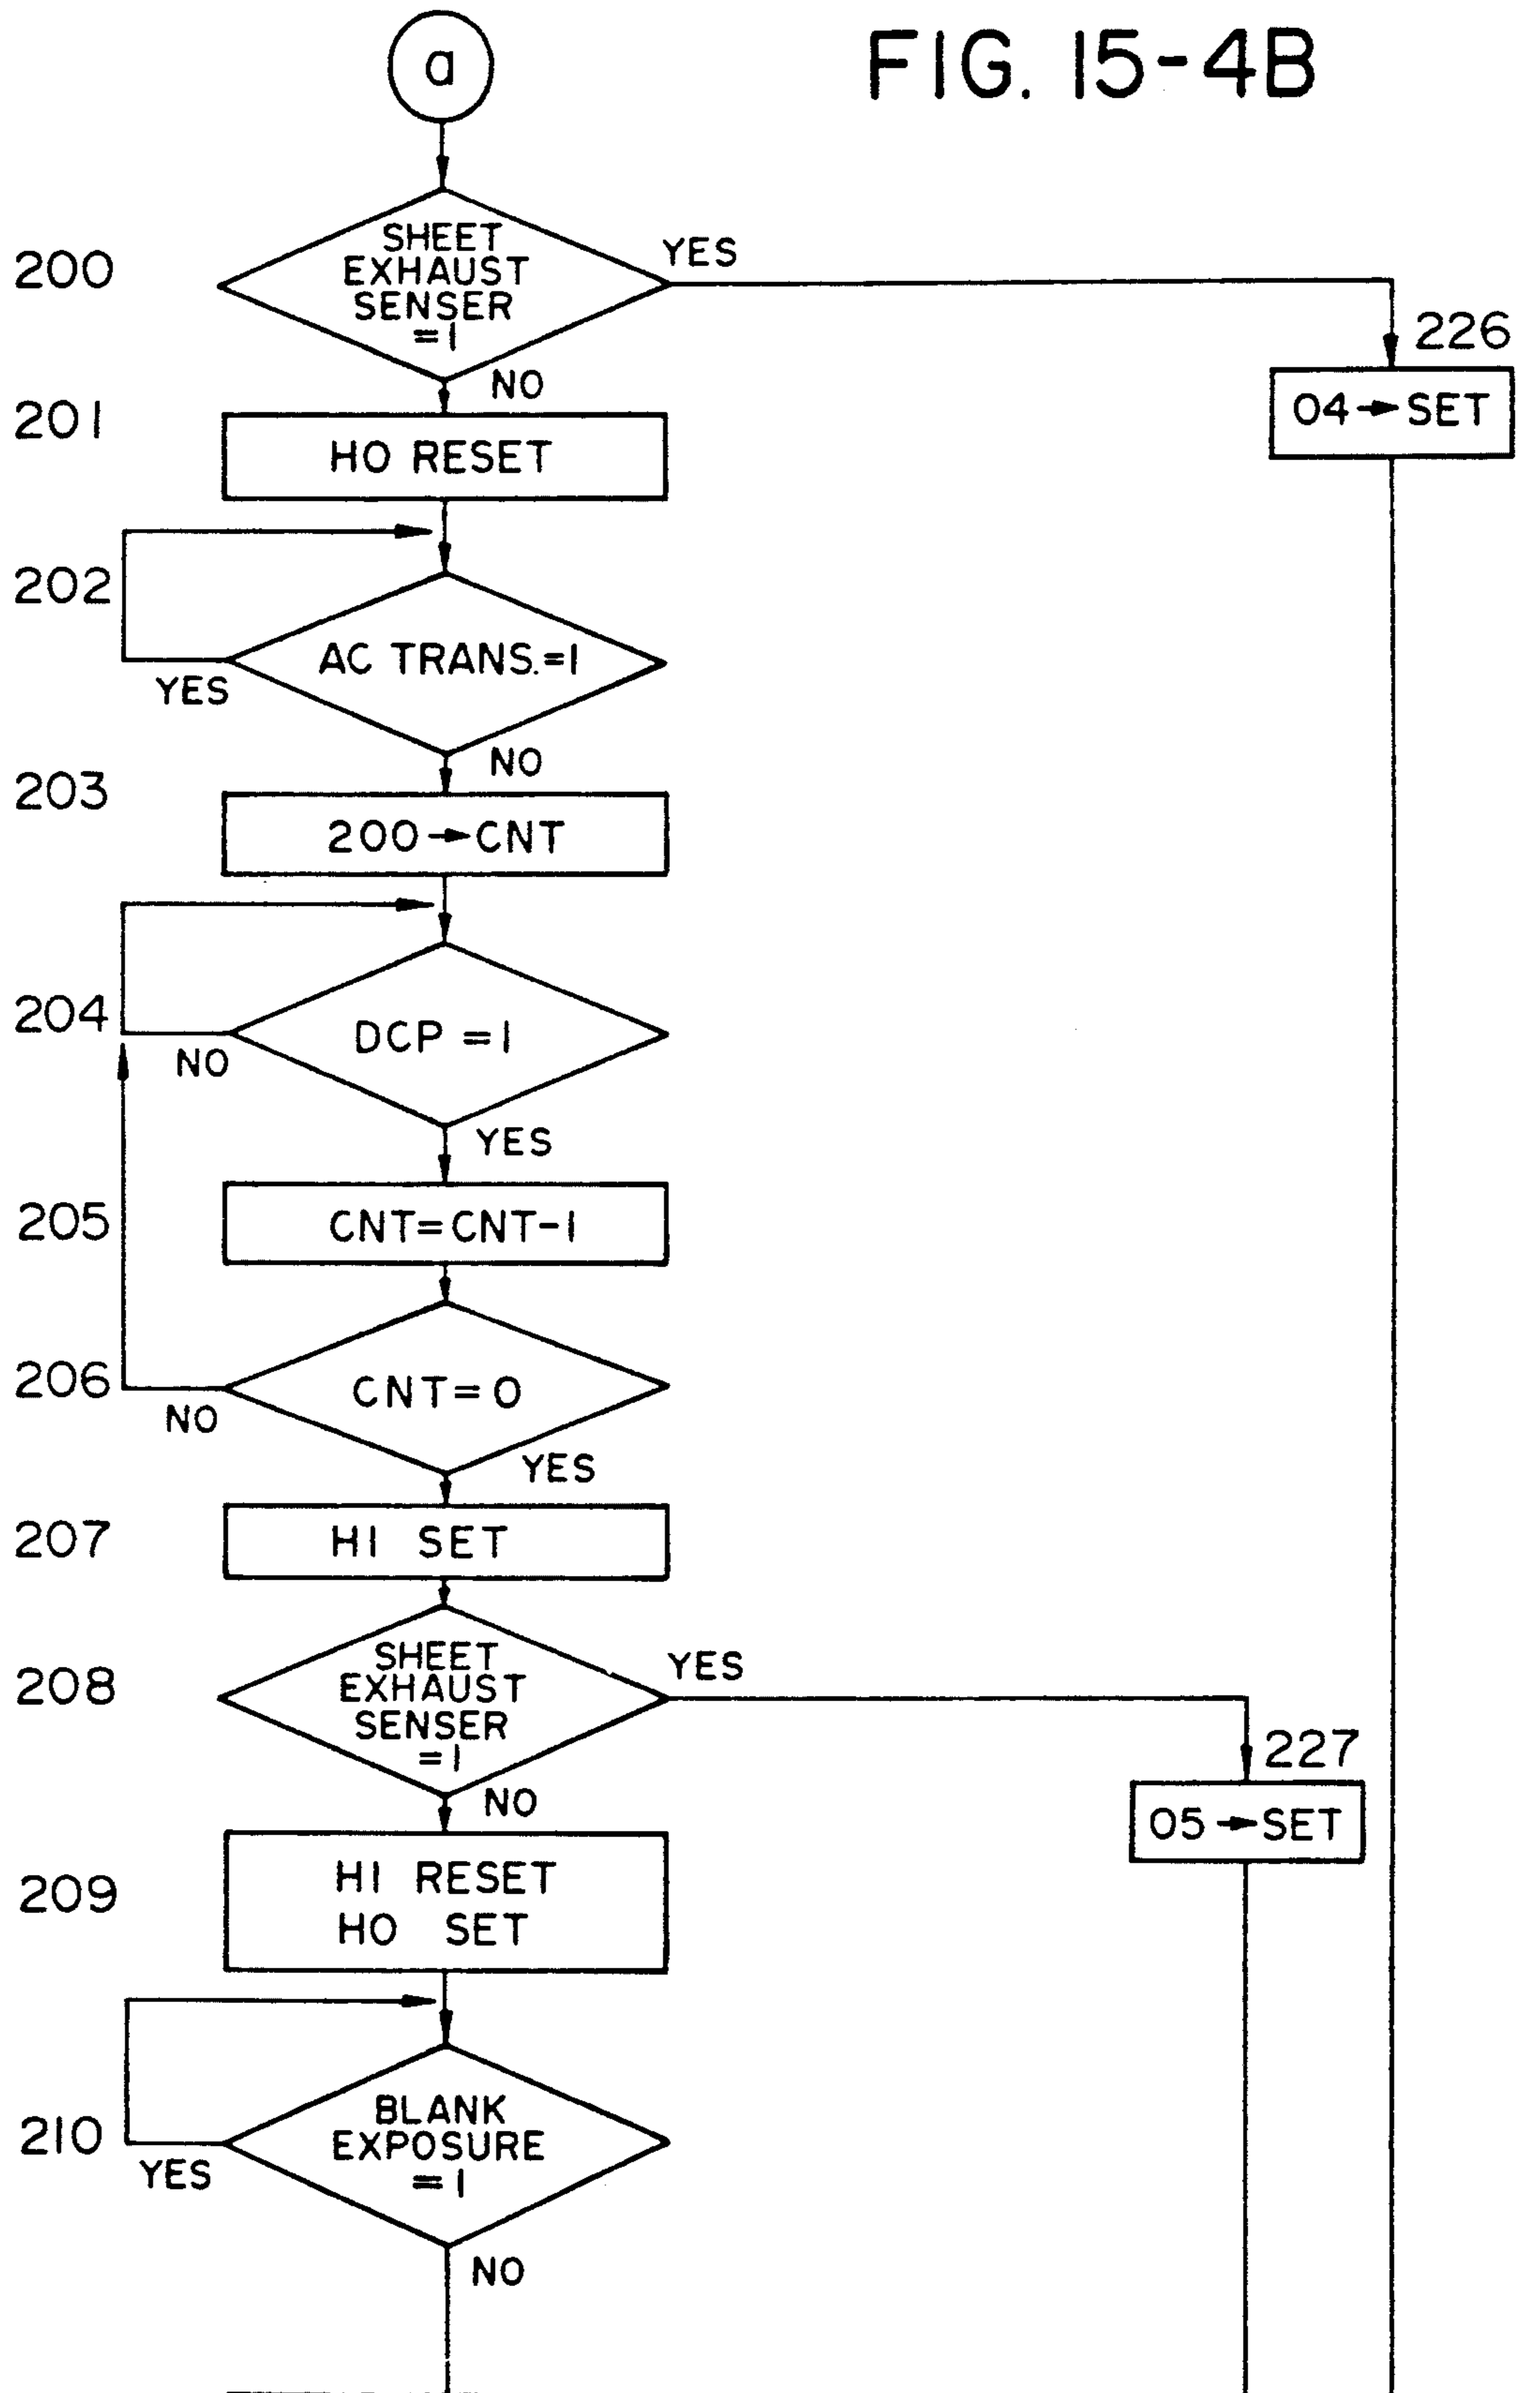 FIG. 15-4B
a
200
SHEET
EXHAUST
SENSER
=1
YES
NO
226
04→SET
201
HO RESET
202
AC TRANS.=1
YES
NO
203
200→CNT
204
DCP =1
NO
YES
205
CNT=CNT-1
206
CNT=0
NO
YES
207
HI SET
208
SHEET
EXHAUST
SENSER
=1
YES
NO
227
05→SET
209
HI RESET
HO SET
210
BLANK
EXPOSURE
=1
YES
NO